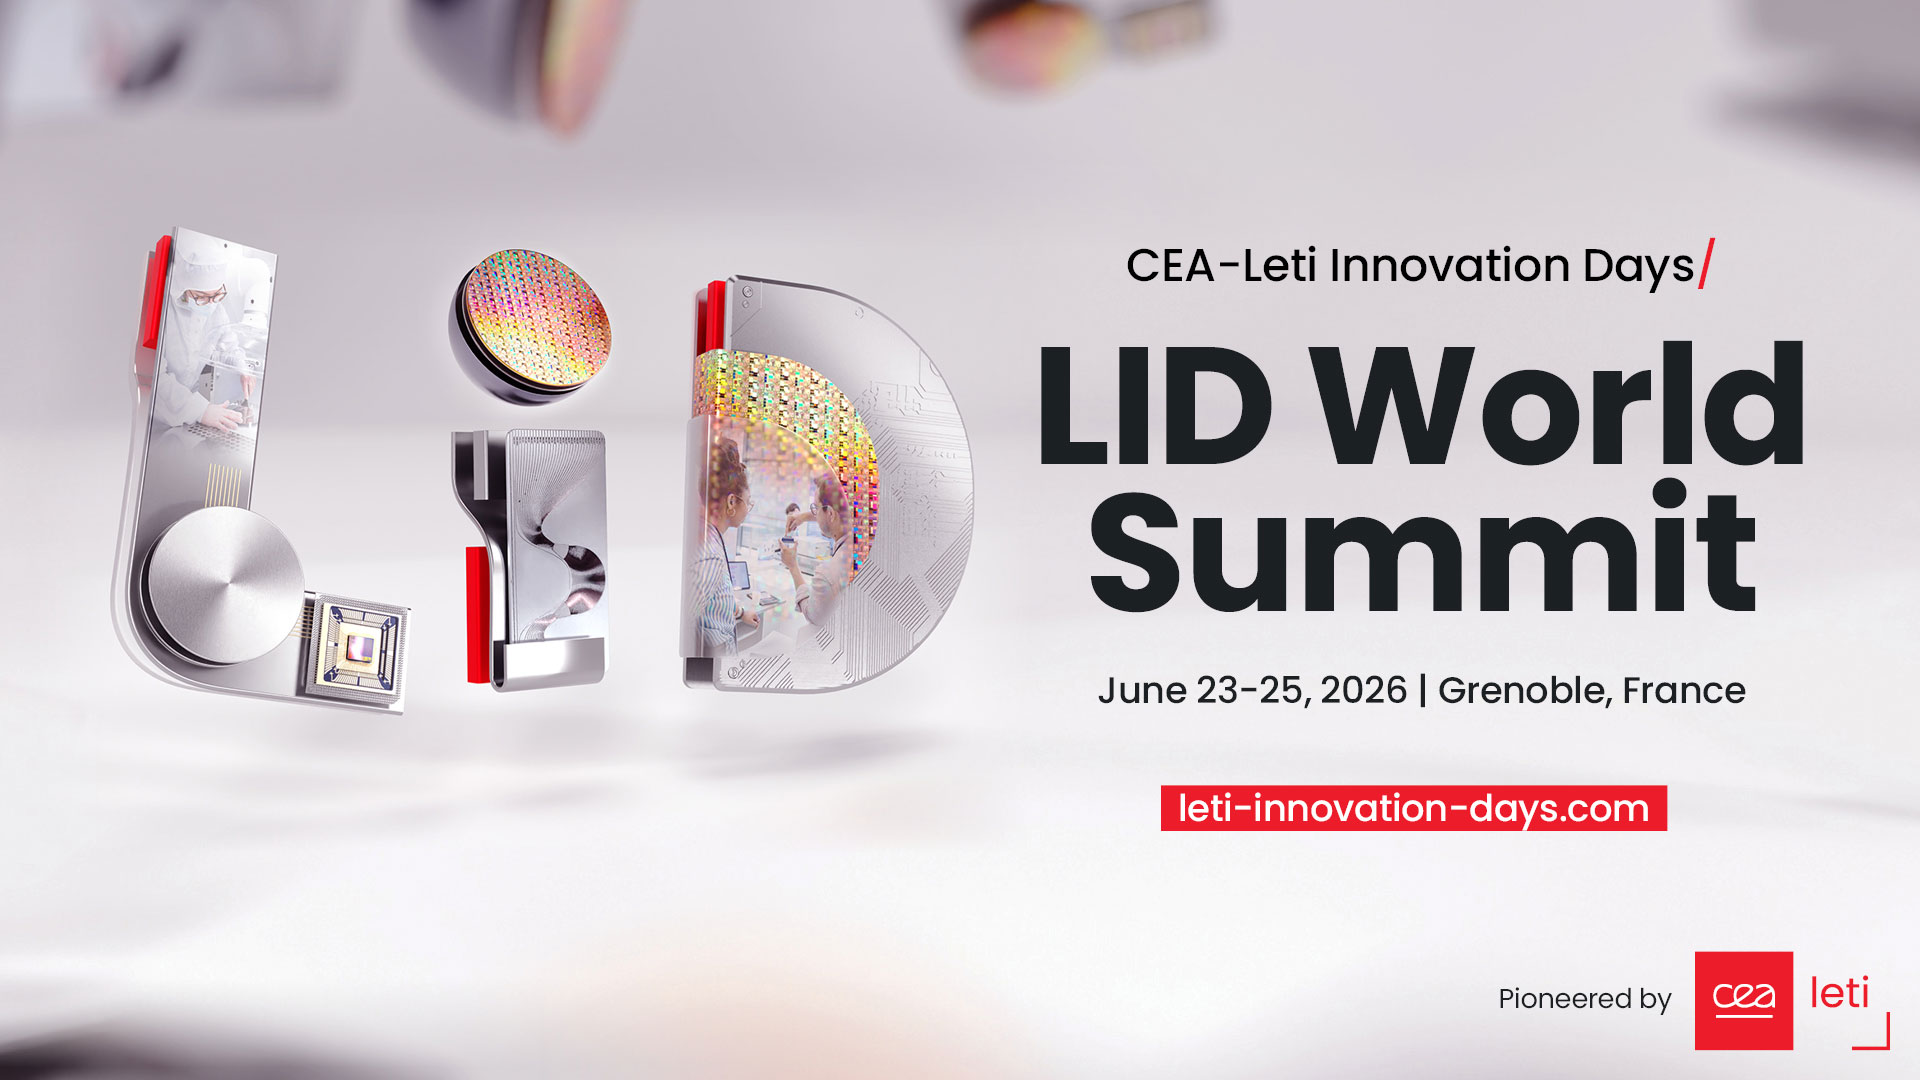 LiD
CEA-Leti Innovation Days/
LID World
Summit
June 23-25, 2026 | Grenoble, France
leti-innovation-days.com
Pioneered by
cea
leti